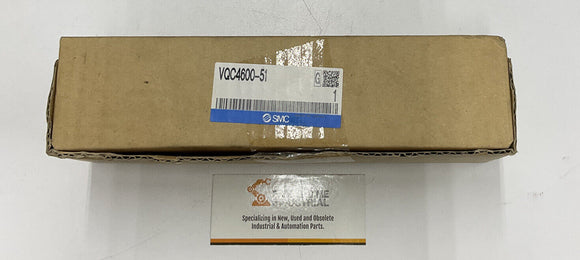 VQC4600-51
G
1
SMC
Specializing in New, Used and Obsolete
Industrial & Automation Parts.